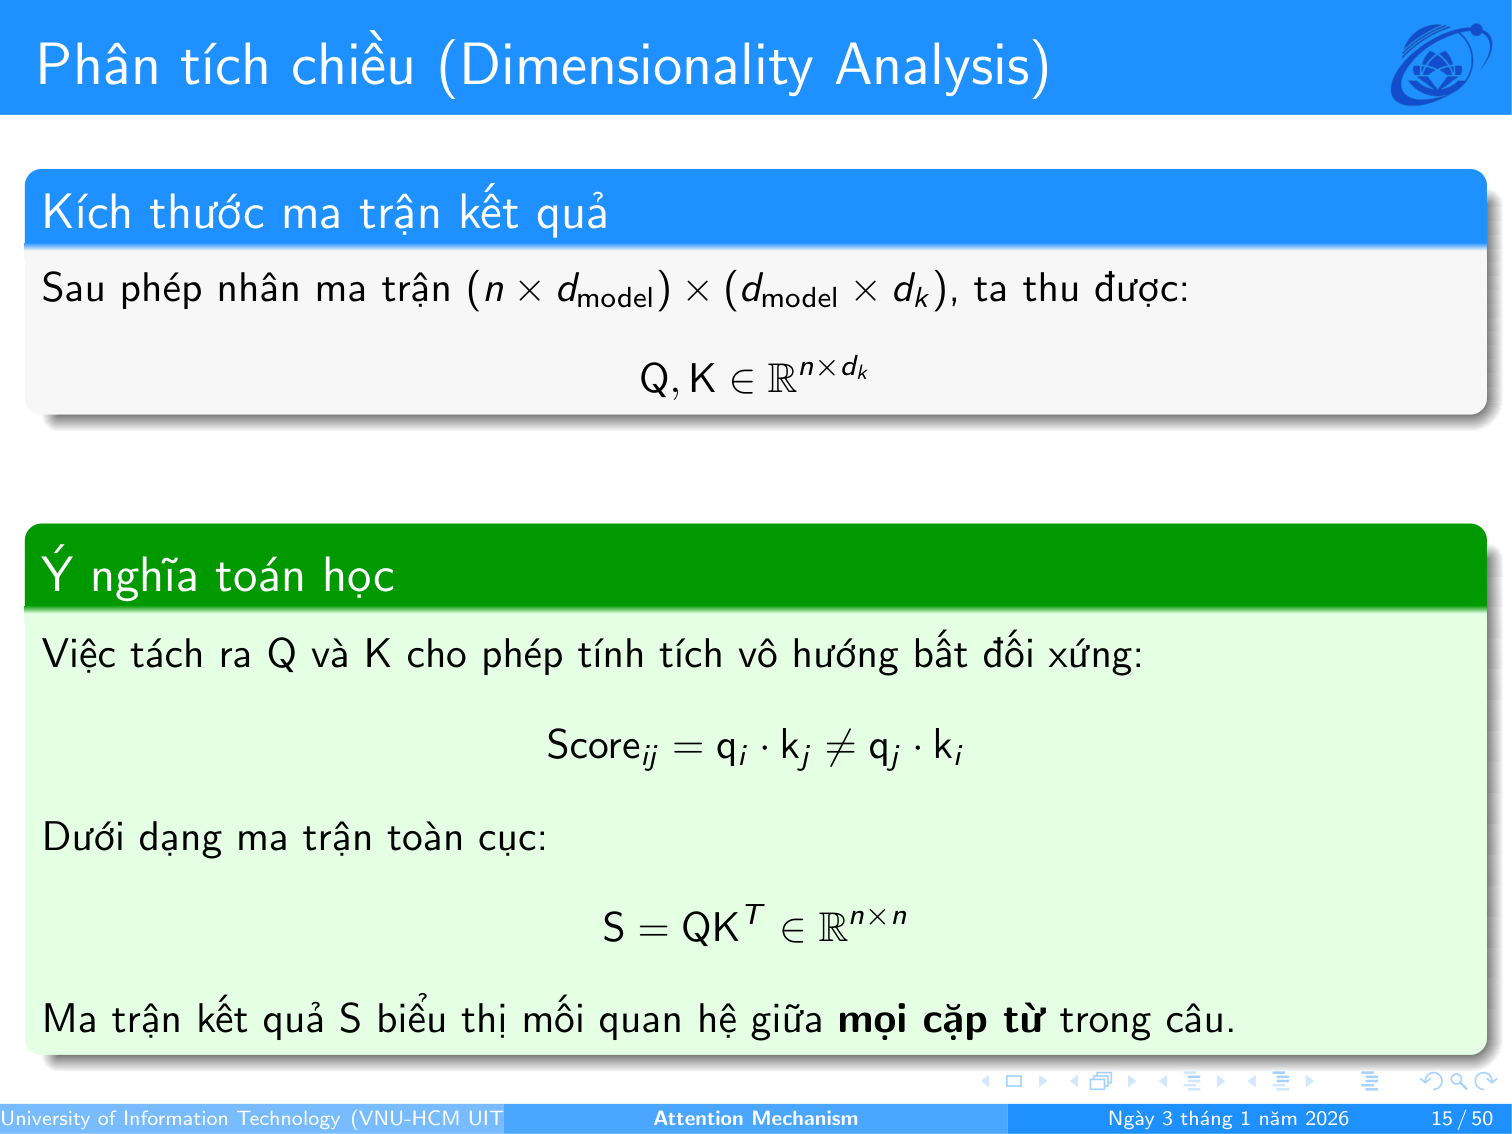 Phân tích chiều (Dimensionality Analysis)
Kích thước ma trận kết quả
Sau phép nhân ma trận (n × d_model) × (d_model × d_k), ta thu được:
Q, K ∈ ℝ^{n×d_k}
Ý nghĩa toán học
Việc tách ra Q và K cho phép tính tích vô hướng bất đối xứng:
Score_{ij} = q_i · k_j ≠ q_j · k_i
Dưới dạng ma trận toàn cục:
S = QK^T ∈ ℝ^{n×n}
Ma trận kết quả S biểu thị mối quan hệ giữa mọi cặp từ trong câu.
University of Information Technology (VNU-HCM UIT Attention Mechanism Ngày 3 tháng 1 năm 2026 15 / 50